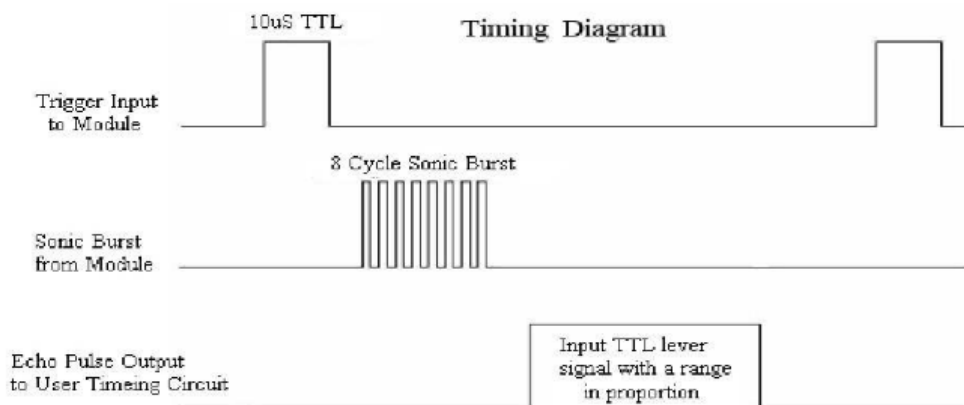 10uS TTL
Timing Diagram
Trigger Input
to Module
8 Cycle Sonic Burst
Sonic Burst
from Module
Echo Pulse Output
to User Timeing Circuit
Input TTL lever
signal with a range
in proportion